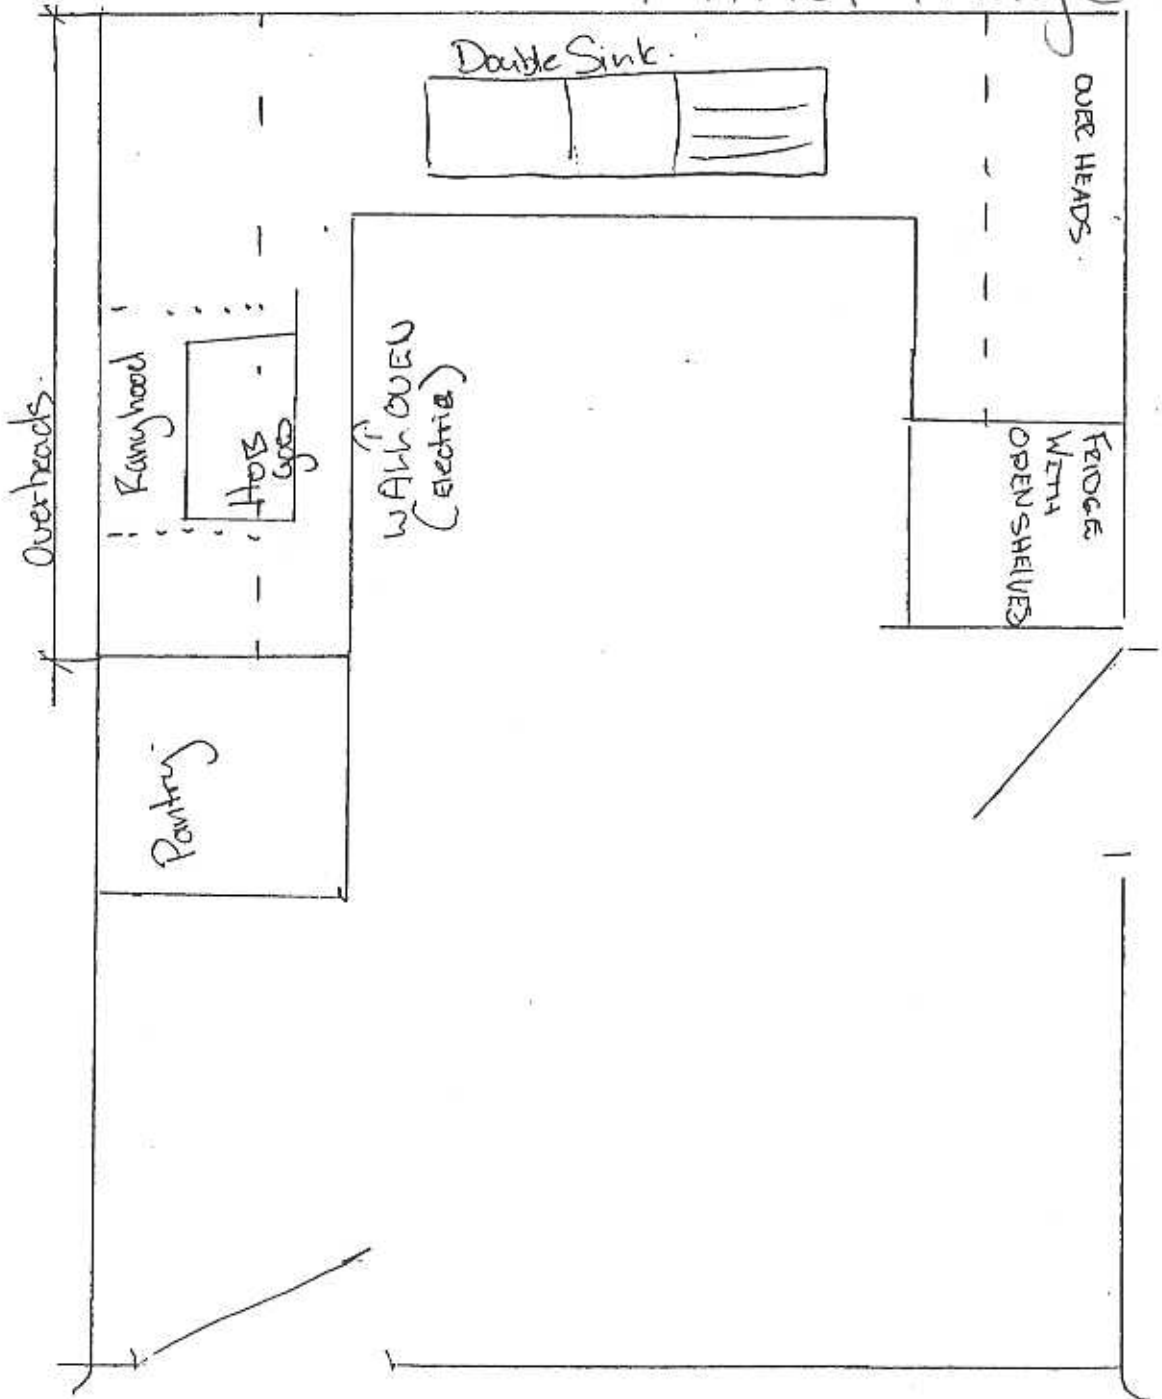 Double Sink.
OVER HEADS.
Overheads.
Rangehood
HOB
gas
WALL OVEN
(Electric)
FRIDGE
WITH
OPEN SHELVES
Pantry